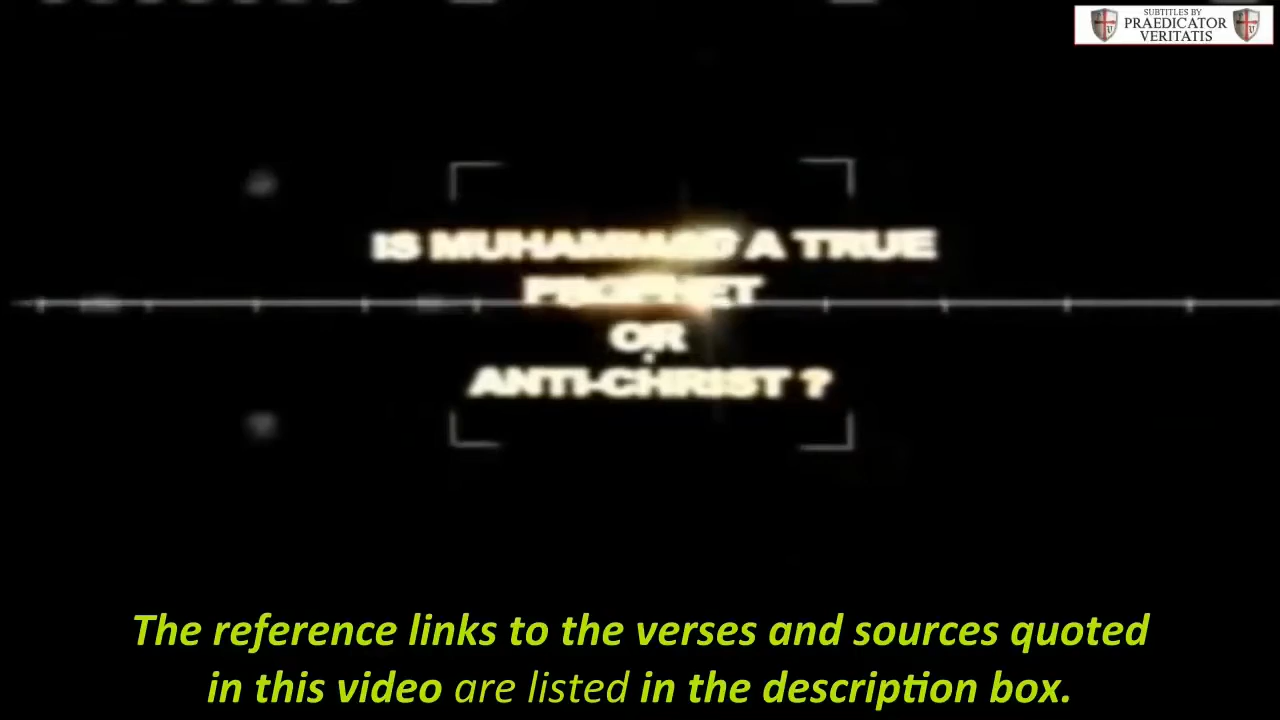 SUBTITLES BY
PRAEDICATOR
VERITATIS
IS MUHAMMAD A TRUE
PROPHET
OR
ANTI-CHRIST ?
The reference links to the verses and sources quoted
in this video are listed in the description box.